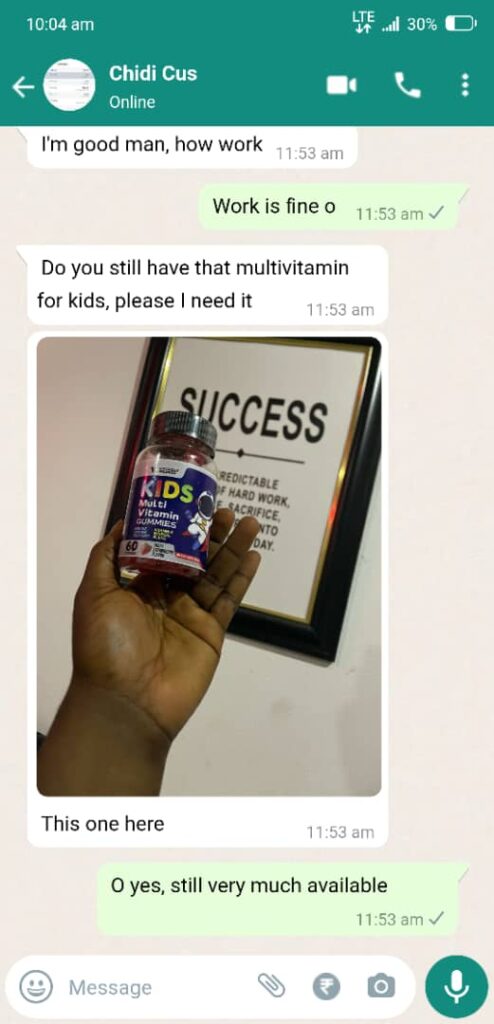 10:04 am
LTE
30%
Chidi Cus
Online
I'm good man, how work
11:53 am
Work is fine o
11:53 am
Do you still have that multivitamin
for kids, please I need it
11:53 am
SUCCESS
REDICTABLE
OF HARD WORK,
SACRIFICE,
NTO
DAY.
KIDS
Multi
Vitamin
GUMMIES
60
This one here
11:53 am
O yes, still very much available
11:53 am
Message